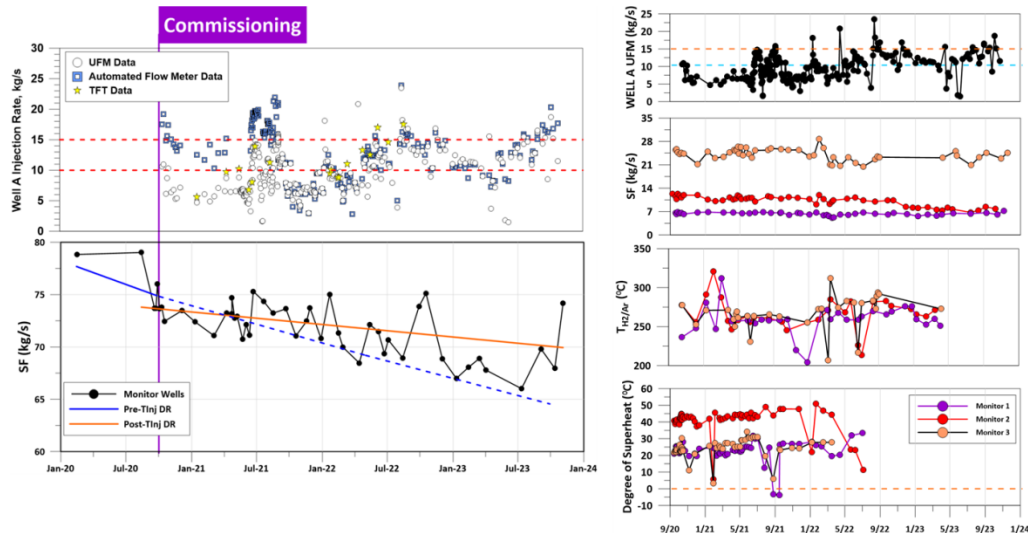 Commissioning
Well A Injection Rate, kg/s
30
25
20
15
10
5
0
UFM Data
Automated Flow Meter Data
TFT Data
SF (kg/s)
80
75
70
65
60
Monitor Wells
Pre-TInj DR
Post-TInj DR
Jan-20
Jul-20
Jan-21
Jul-21
Jan-22
Jul-22
Jan-23
Jul-23
Jan-24
WELL A UFM (kg/s)
25
20
15
10
5
0
SF (kg/s)
35
28
21
14
7
0
T H2/Ar (°C)
350
300
250
200
Degree of Superheat (°C)
60
50
40
30
20
10
0
-10
Monitor 1
Monitor 2
Monitor 3
9/20
1/21
5/21
9/21
1/22
5/22
9/22
1/23
5/23
9/23
1/24